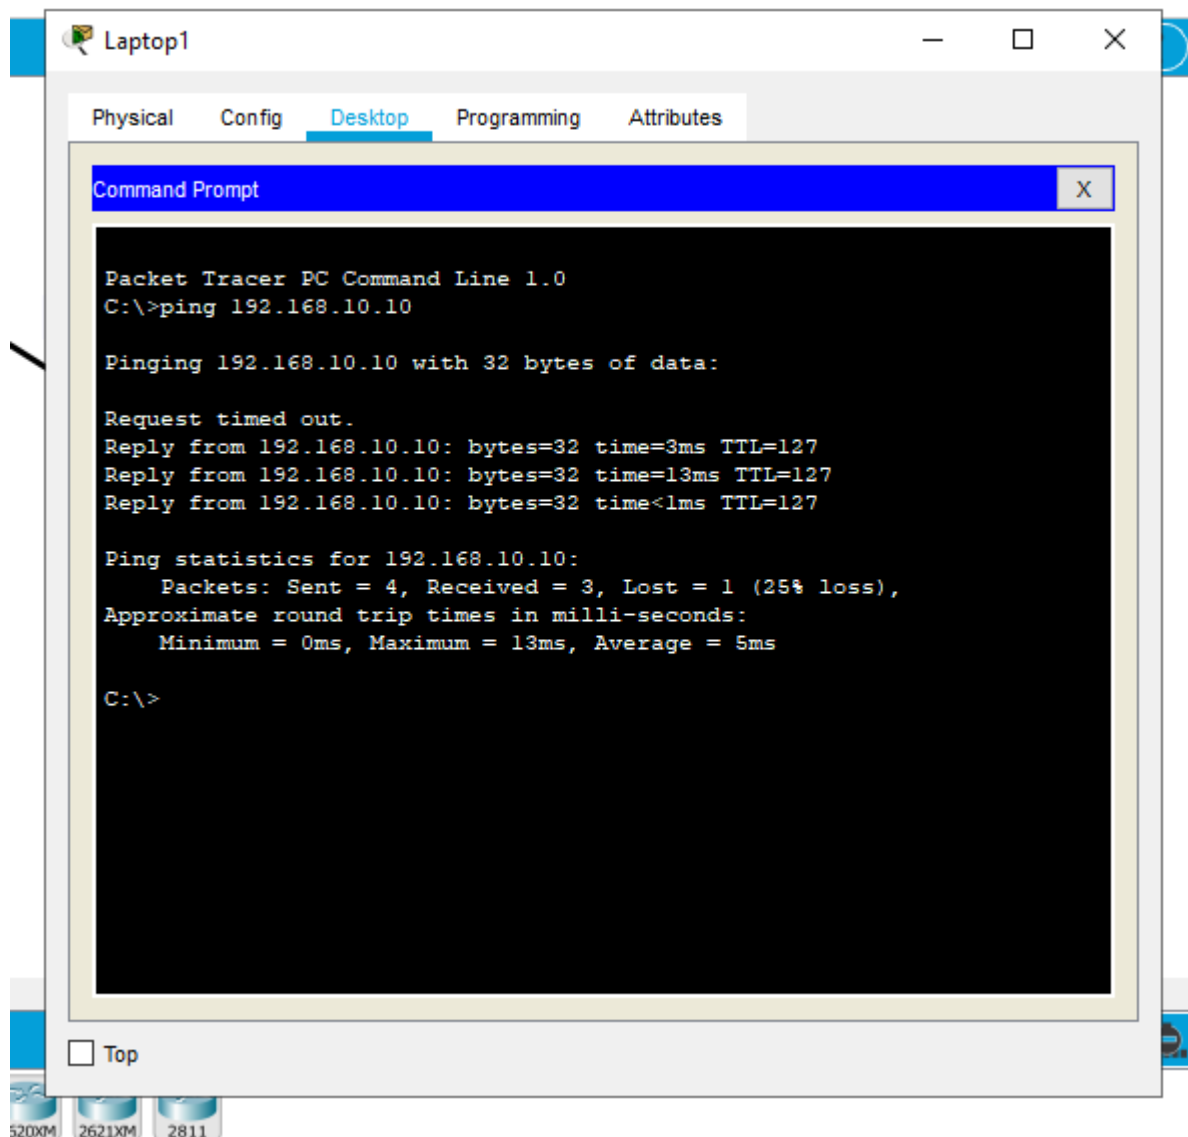 Laptop1
Physical Config Desktop Programming Attributes
Command Prompt
X
Packet Tracer PC Command Line 1.0
C:\>ping 192.168.10.10
Pinging 192.168.10.10 with 32 bytes of data:
Request timed out.
Reply from 192.168.10.10: bytes=32 time=3ms TTL=127
Reply from 192.168.10.10: bytes=32 time=13ms TTL=127
Reply from 192.168.10.10: bytes=32 time<1ms TTL=127
Ping statistics for 192.168.10.10:
Packets: Sent = 4, Received = 3, Lost = 1 (25% loss),
Approximate round trip times in milli-seconds:
Minimum = 0ms, Maximum = 13ms, Average = 5ms
C:\>
Top
620XM 2621XM 2811